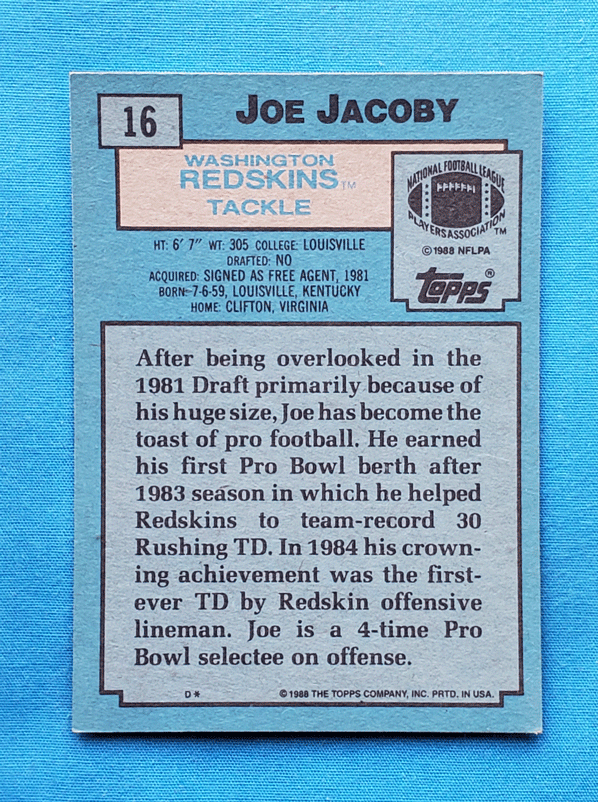 16
JOE JACOBY
WASHINGTON
REDSKINS™
TACKLE
NATIONAL FOOTBALL LEAGUE
PLAYERS ASSOCIATION™
© 1988 NFLPA
Topps®
HT: 6' 7" WT: 305 COLLEGE: LOUISVILLE
DRAFTED: NO
ACQUIRED: SIGNED AS FREE AGENT, 1981
BORN: 7-6-59, LOUISVILLE, KENTUCKY
HOME: CLIFTON, VIRGINIA
After being overlooked in the
1981 Draft primarily because of
his huge size, Joe has become the
toast of pro football. He earned
his first Pro Bowl berth after
1983 season in which he helped
Redskins to team-record 30
Rushing TD. In 1984 his crown-
ing achievement was the first-
ever TD by Redskin offensive
lineman. Joe is a 4-time Pro
Bowl selectee on offense.
D* © 1988 THE TOPPS COMPANY, INC. PRTD. IN USA.